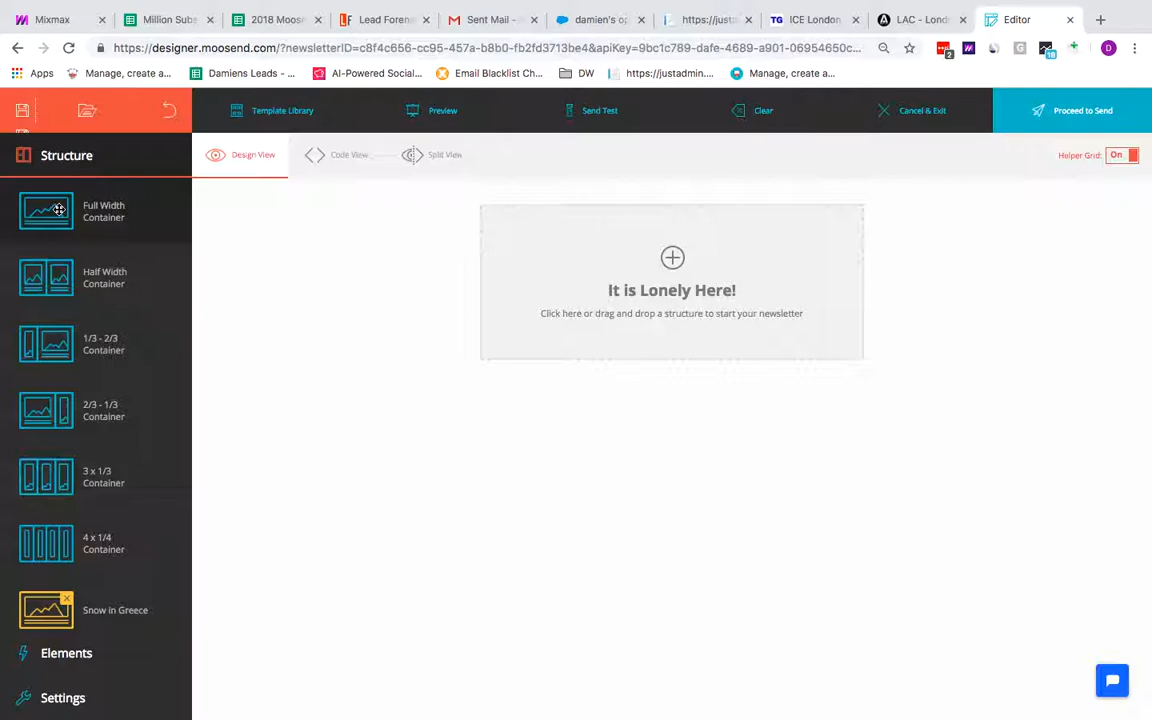 Mixmax
Million Subs
2018 Moose
Lead Foren
Sent Mail -
damien's op
https://justa
ICE London,
LAC - Lond
Editor
https://designer.moosend.com/?newsletterID=c8f4c656-cc95-457a-b8b0-fb2fd3713be4&apiKey=9bc1c789-dafe-4689-a901-06954650c...
2
18
D
Apps
Manage, create a...
Damiens Leads - ...
AI-Powered Social...
Email Blacklist Ch...
DW
https://justadmin....
Manage, create a...
Template Library
Preview
Send Test
Clear
Cancel & Exit
Proceed to Send
Structure
Design View
Code View
Split View
Helper Grid:
On
Full Width
Container
Half Width
Container
1/3 - 2/3
Container
2/3 - 1/3
Container
3 x 1/3
Container
4 x 1/4
Container
Snow in Greece
Elements
Settings
It is Lonely Here!
Click here or drag and drop a structure to start your newsletter